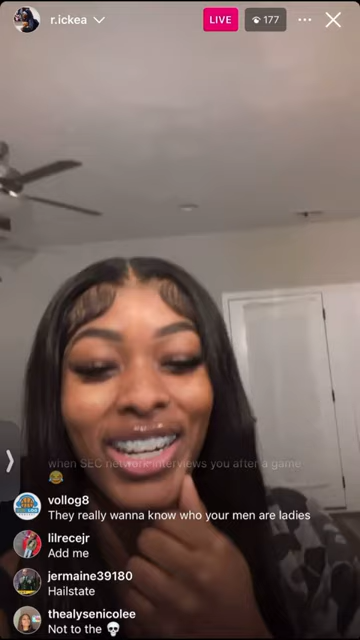 r.ickea
LIVE
177
when SEC network interviews you after a game
😂
vollog8
They really wanna know who your men are ladies
lilrecejr
Add me
jermaine39180
Hailstate
thealysenicolee
Not to the 💀